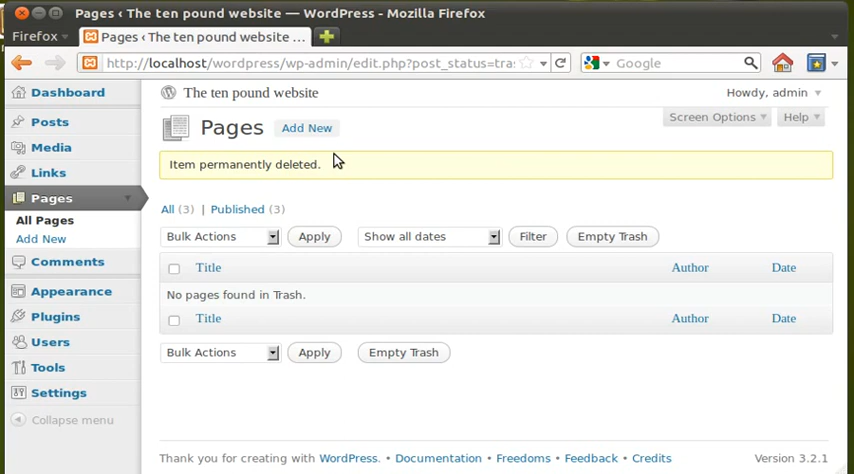 Pages ‹ The ten pound website — WordPress - Mozilla Firefox
Firefox
Pages ‹ The ten pound website ...
http://localhost/wordpress/wp-admin/edit.php?post_status=tra
Google
Dashboard
Posts
Media
Links
Pages
All Pages
Add New
Comments
Appearance
Plugins
Users
Tools
Settings
Collapse menu
The ten pound website
Howdy, admin
Screen Options
Help
Pages Add New
Item permanently deleted.
All (3) | Published (3)
Bulk Actions Apply Show all dates Filter Empty Trash
Title Author Date
No pages found in Trash.
Title Author Date
Bulk Actions Apply Empty Trash
Thank you for creating with WordPress. • Documentation • Freedoms • Feedback • Credits Version 3.2.1